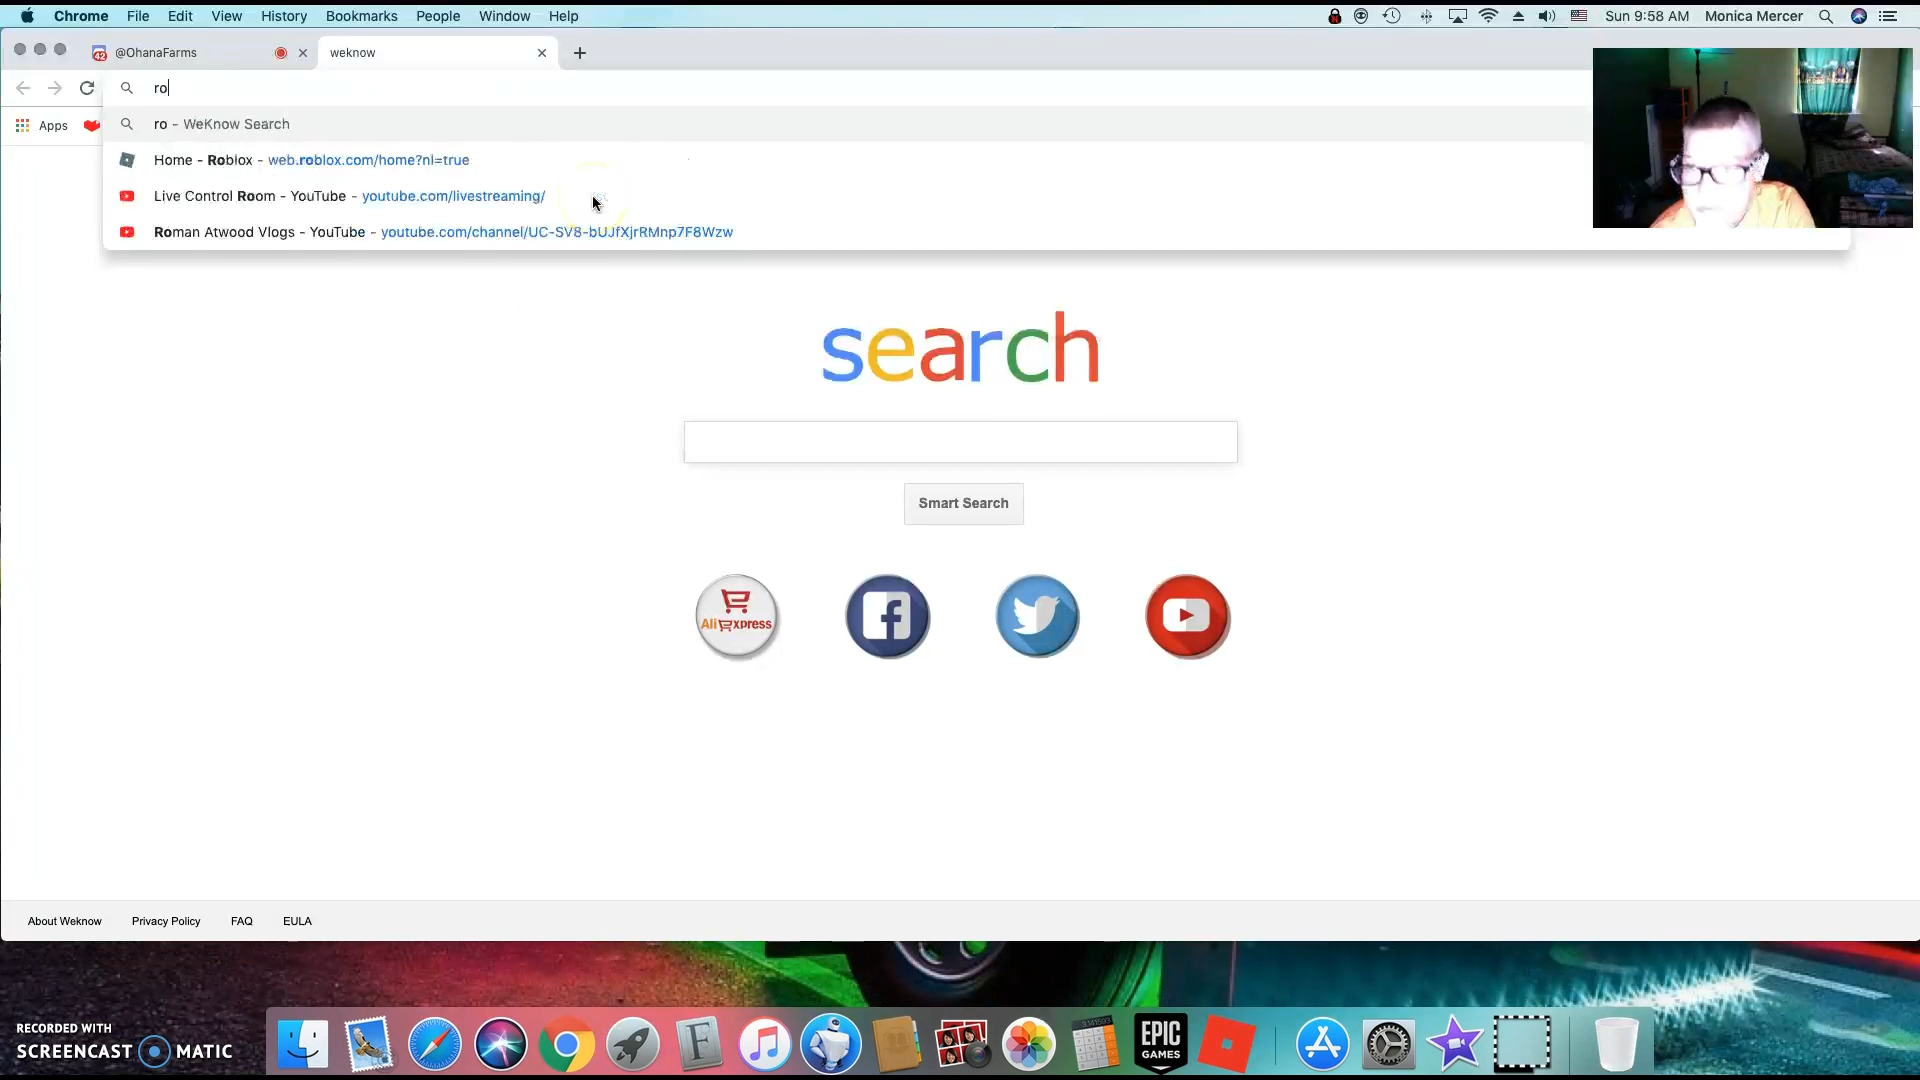 Chrome File Edit View History Bookmarks People Window Help Sun 9:58 AM Monica Mercer
42 @OhanaFarms weknow
ro
Apps
ro - WeKnow Search
Home - Roblox - web.roblox.com/home?nl=true
Live Control Room - YouTube - youtube.com/livestreaming/
Roman Atwood Vlogs - YouTube - youtube.com/channel/UC-SV8-bUJfXjrRMnp7F8Wzw
search
Smart Search
AliExpress
About Weknow Privacy Policy FAQ EULA
RECORDED WITH
SCREENCAST MATIC
3.141593
EPIC
GAMES